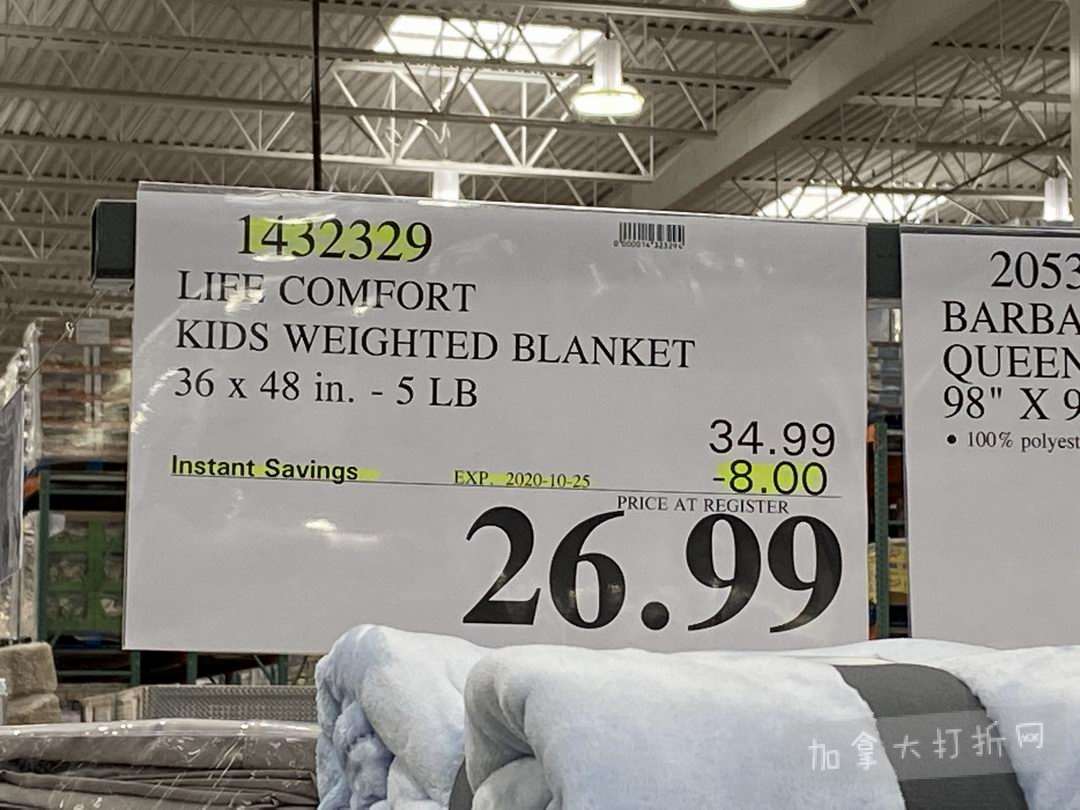 1432329
LIFE COMFORT
KIDS WEIGHTED BLANKET
36 x 48 in. - 5 LB
34.99
Instant Savings EXP. 2020-10-25 -8.00
PRICE AT REGISTER
26.99
2053
BARBA
QUEEN
98" X 9
• 100% polyest
加拿大打折网